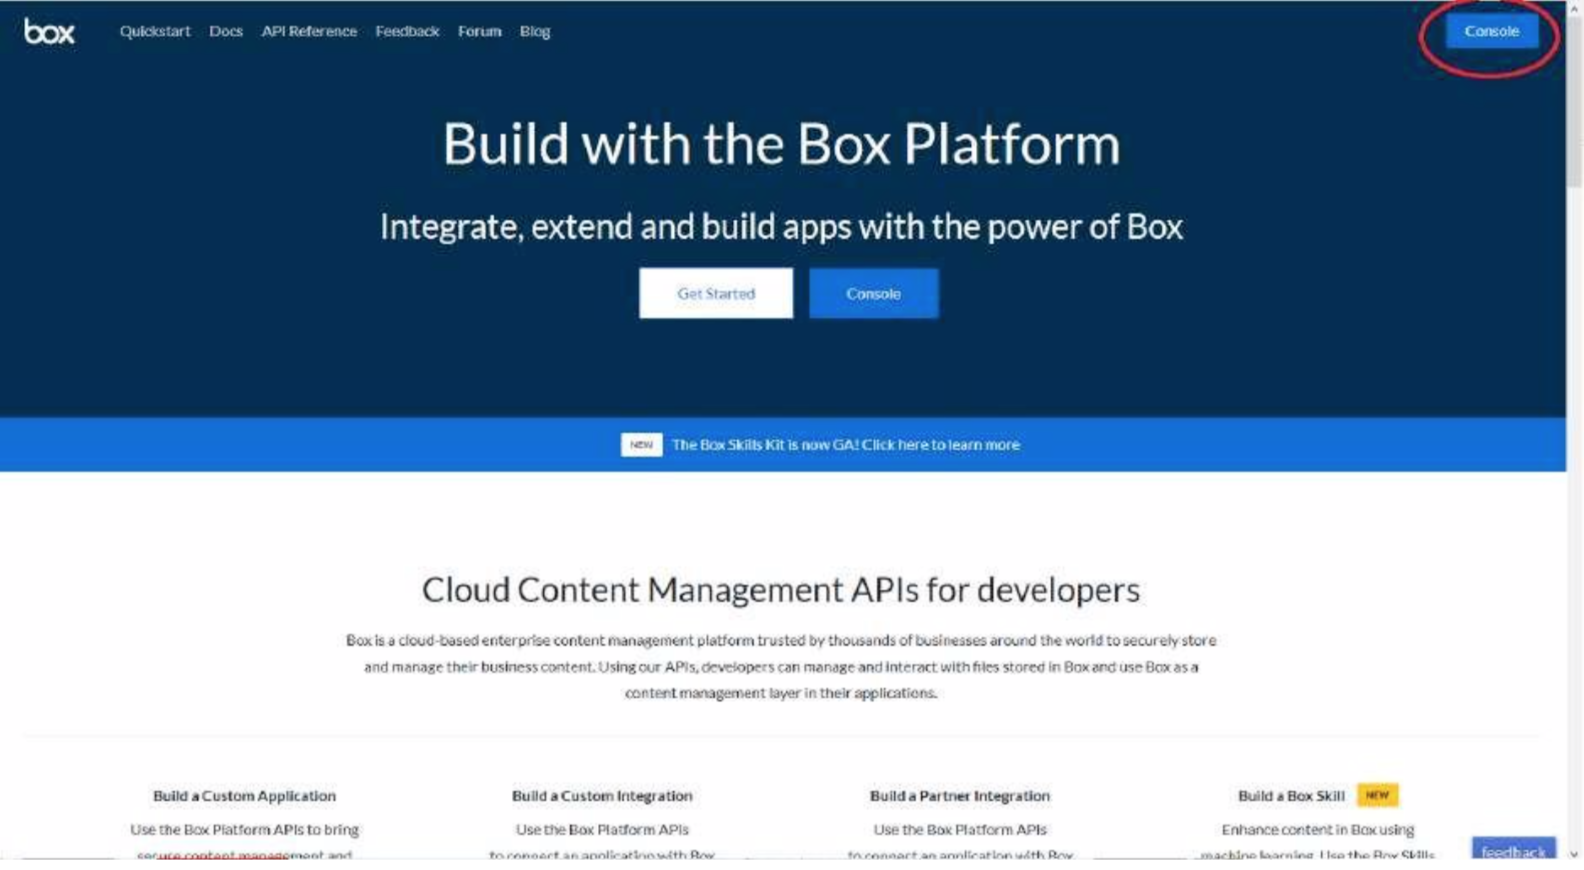 box Quickstart Docs API Reference Feedback Forum Blog Console
Build with the Box Platform
Integrate, extend and build apps with the power of Box
Get Started Console
NEW The Box Skills Kit is now GA! Click here to learn more
Cloud Content Management APIs for developers
Box is a cloud-based enterprise content management platform trusted by thousands of businesses around the world to securely store
and manage their business content. Using our APIs, developers can manage and interact with files stored in Box and use Box as a
content management layer in their applications.
Build a Custom Application
Use the Box Platform APIs to bring
secure content management and
Build a Custom Integration
Use the Box Platform APIs
to connect an application with Box
Build a Partner Integration
Use the Box Platform APIs
to connect an application with Box
Build a Box Skill NEW
Enhance content in Box using
machine learning. Use the Box Skills
feedback